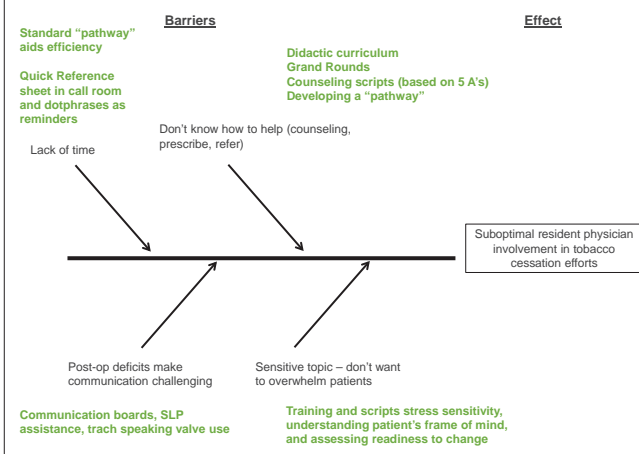 Barriers
Effect
Standard “pathway”
aids efficiency
Quick Reference
sheet in call room
and dotphrases as
reminders
Lack of time
Didactic curriculum
Grand Rounds
Counseling scripts (based on 5 A’s)
Developing a “pathway”
Don’t know how to help (counseling,
prescribe, refer)
Suboptimal resident physician
involvement in tobacco
cessation efforts
Post-op deficits make
communication challenging
Communication boards, SLP
assistance, trach speaking valve use
Sensitive topic – don’t want
to overwhelm patients
Training and scripts stress sensitivity,
understanding patient’s frame of mind,
and assessing readiness to change